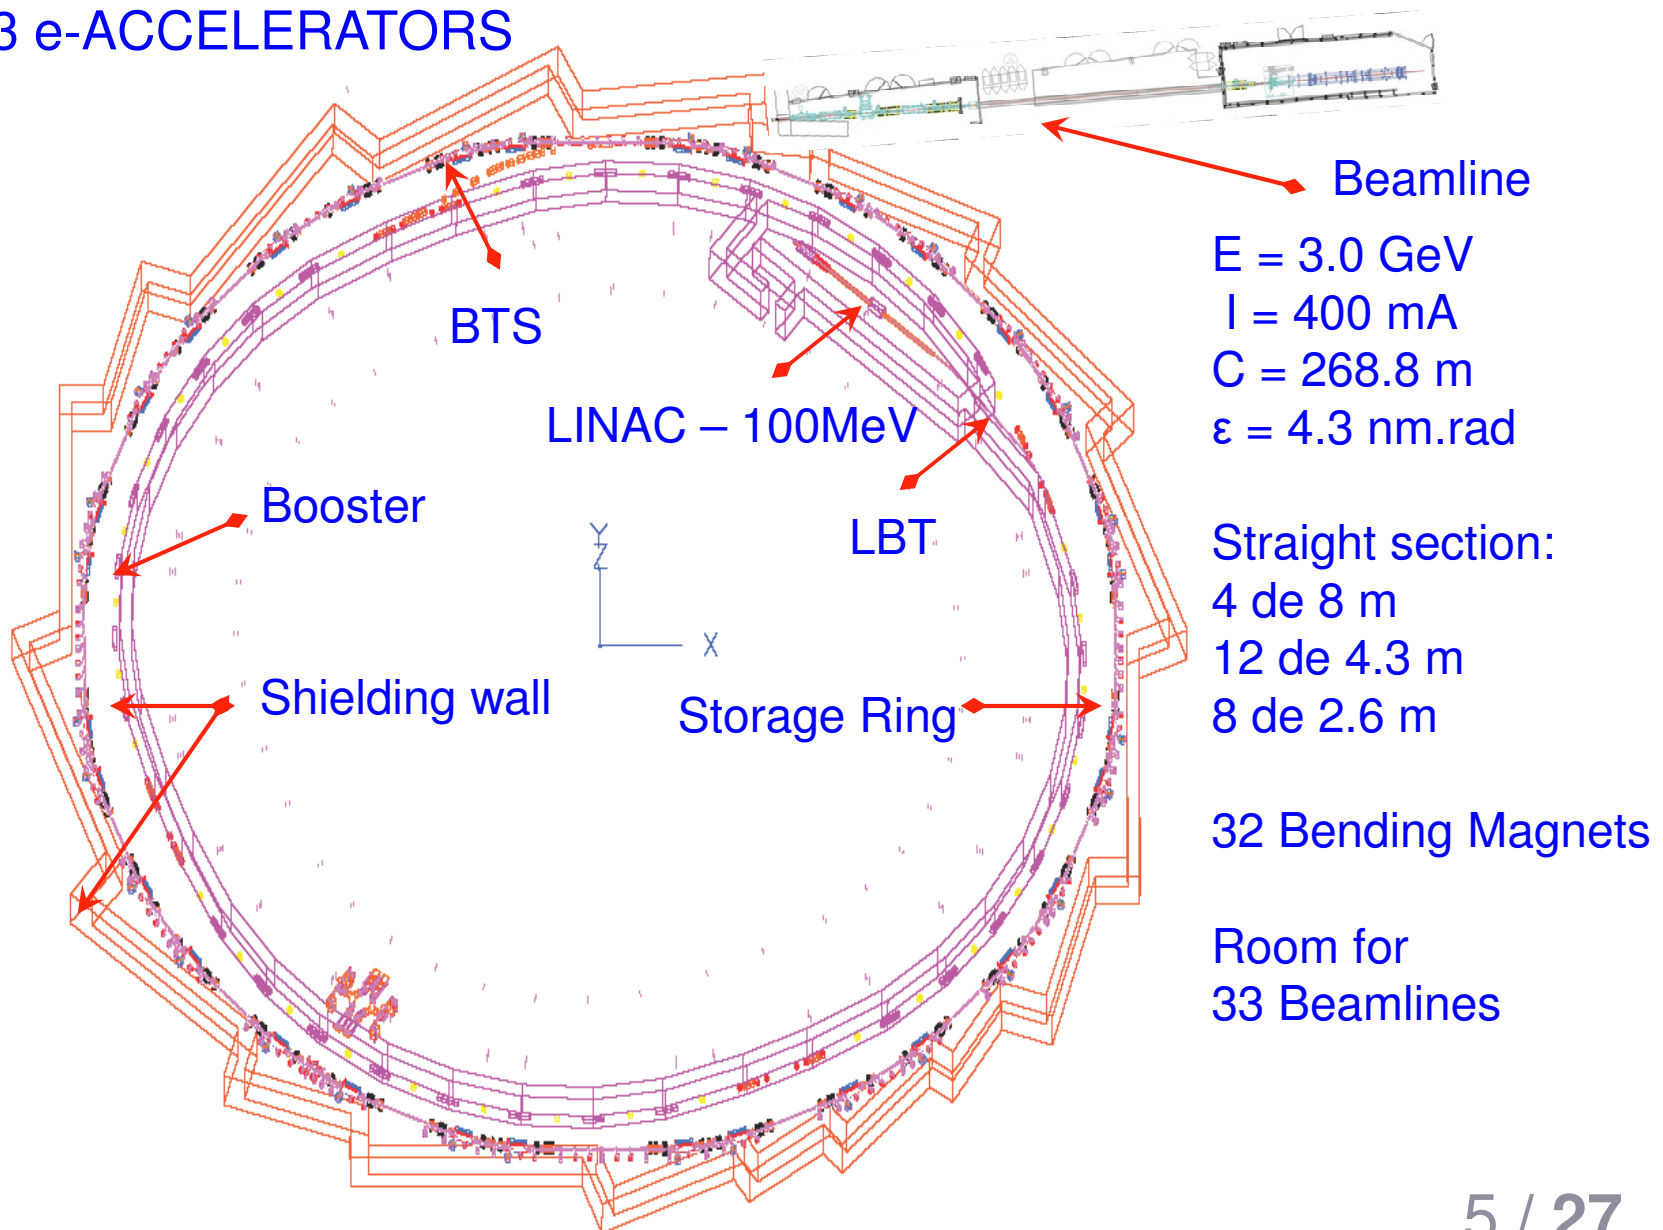 3 e-ACCELERATORS
Beamline
E = 3.0 GeV
I = 400 mA
C = 268.8 m
ε = 4.3 nm.rad
BTS
LINAC – 100MeV
LBT
Booster
Y
Z
X
Straight section:
4 de 8 m
12 de 4.3 m
8 de 2.6 m
Shielding wall
Storage Ring
32 Bending Magnets
Room for
33 Beamlines
5 / 27